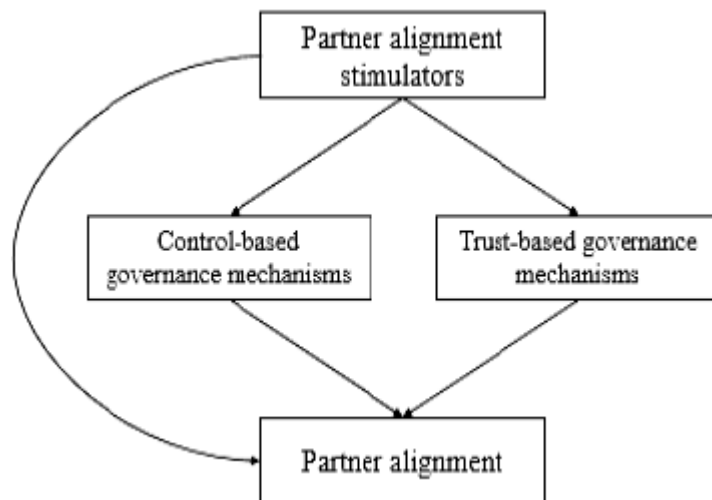 Partner alignment
stimulators
Control-based
governance mechanisms
Trust-based governance
mechanisms
Partner alignment